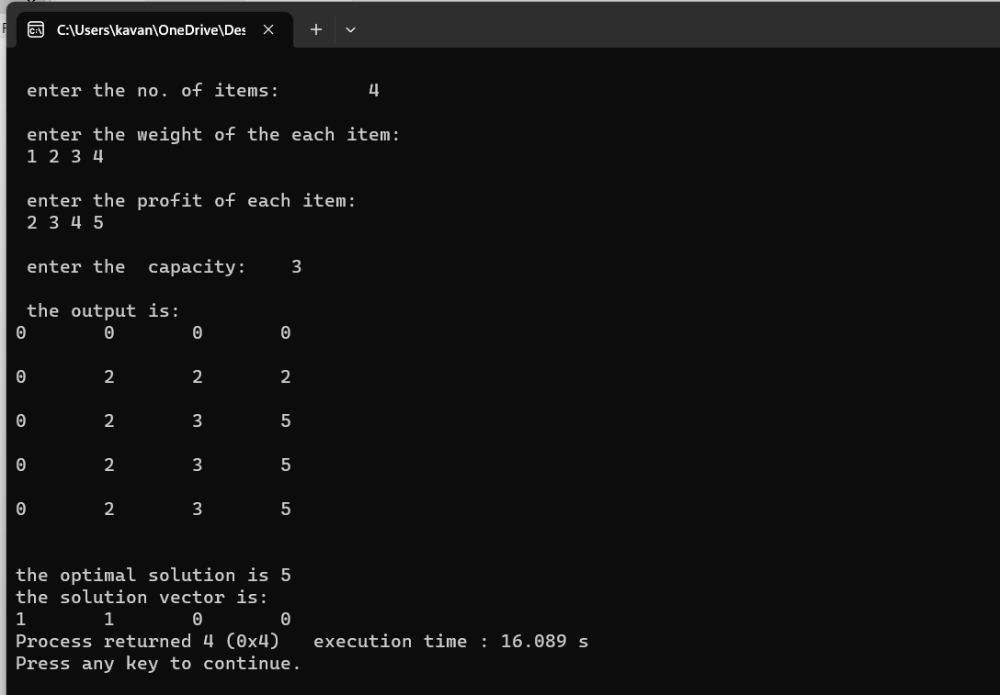 C:\Users\kavan\OneDrive\Des
enter the no. of items: 4
enter the weight of the each item:
1 2 3 4
enter the profit of each item:
2 3 4 5
enter the  capacity: 3
the output is:
0 0 0 0
0 2 2 2
0 2 3 5
0 2 3 5
0 2 3 5
the optimal solution is 5
the solution vector is:
1 1 0 0
Process returned 4 (0x4)   execution time : 16.089 s
Press any key to continue.